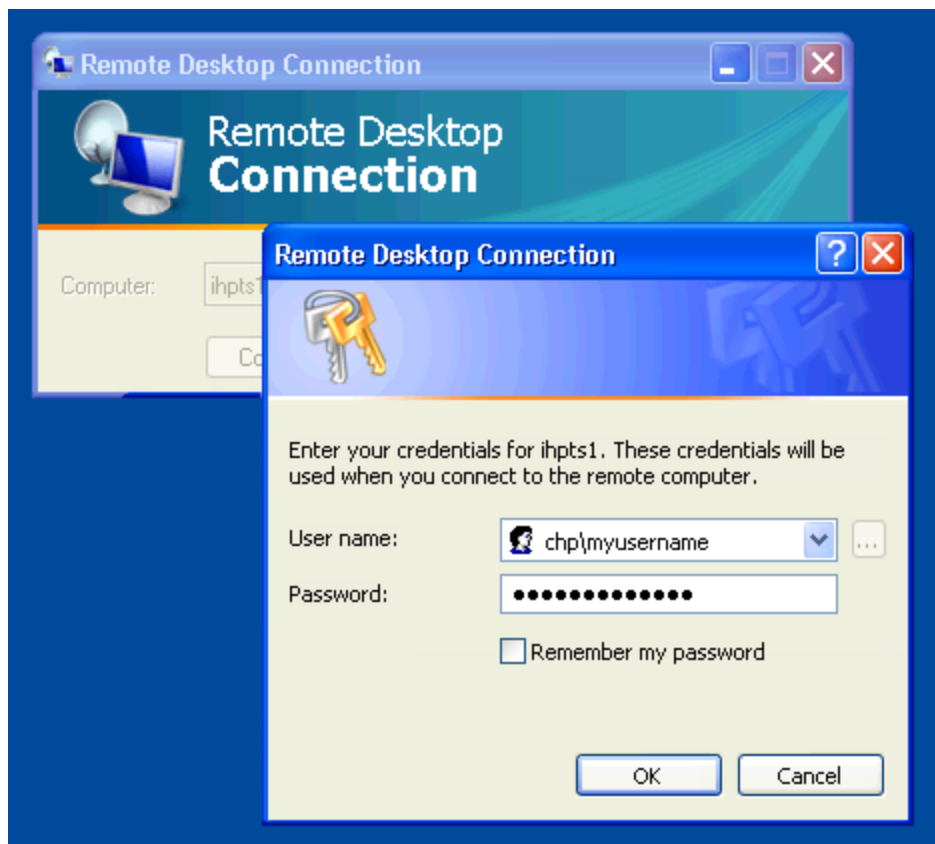 Remote Desktop Connection
Remote Desktop
Connection
Computer: ihpts1
Remote Desktop Connection
Enter your credentials for ihpts1. These credentials will be
used when you connect to the remote computer.
User name: chp\myusername
...
Password: ●●●●●●●●●●●●●
Remember my password
OK Cancel